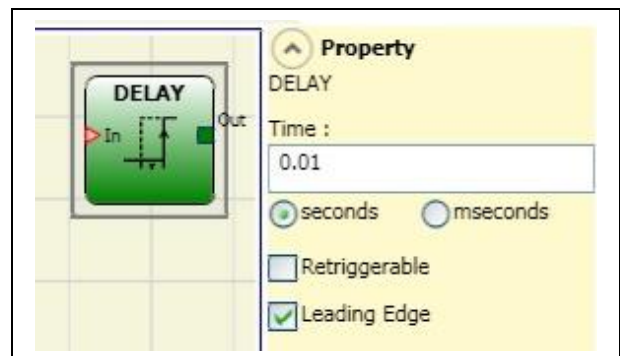 DELAY
In
Out
Property
DELAY
Time :
0.01
seconds mseconds
Retriggerable
Leading Edge